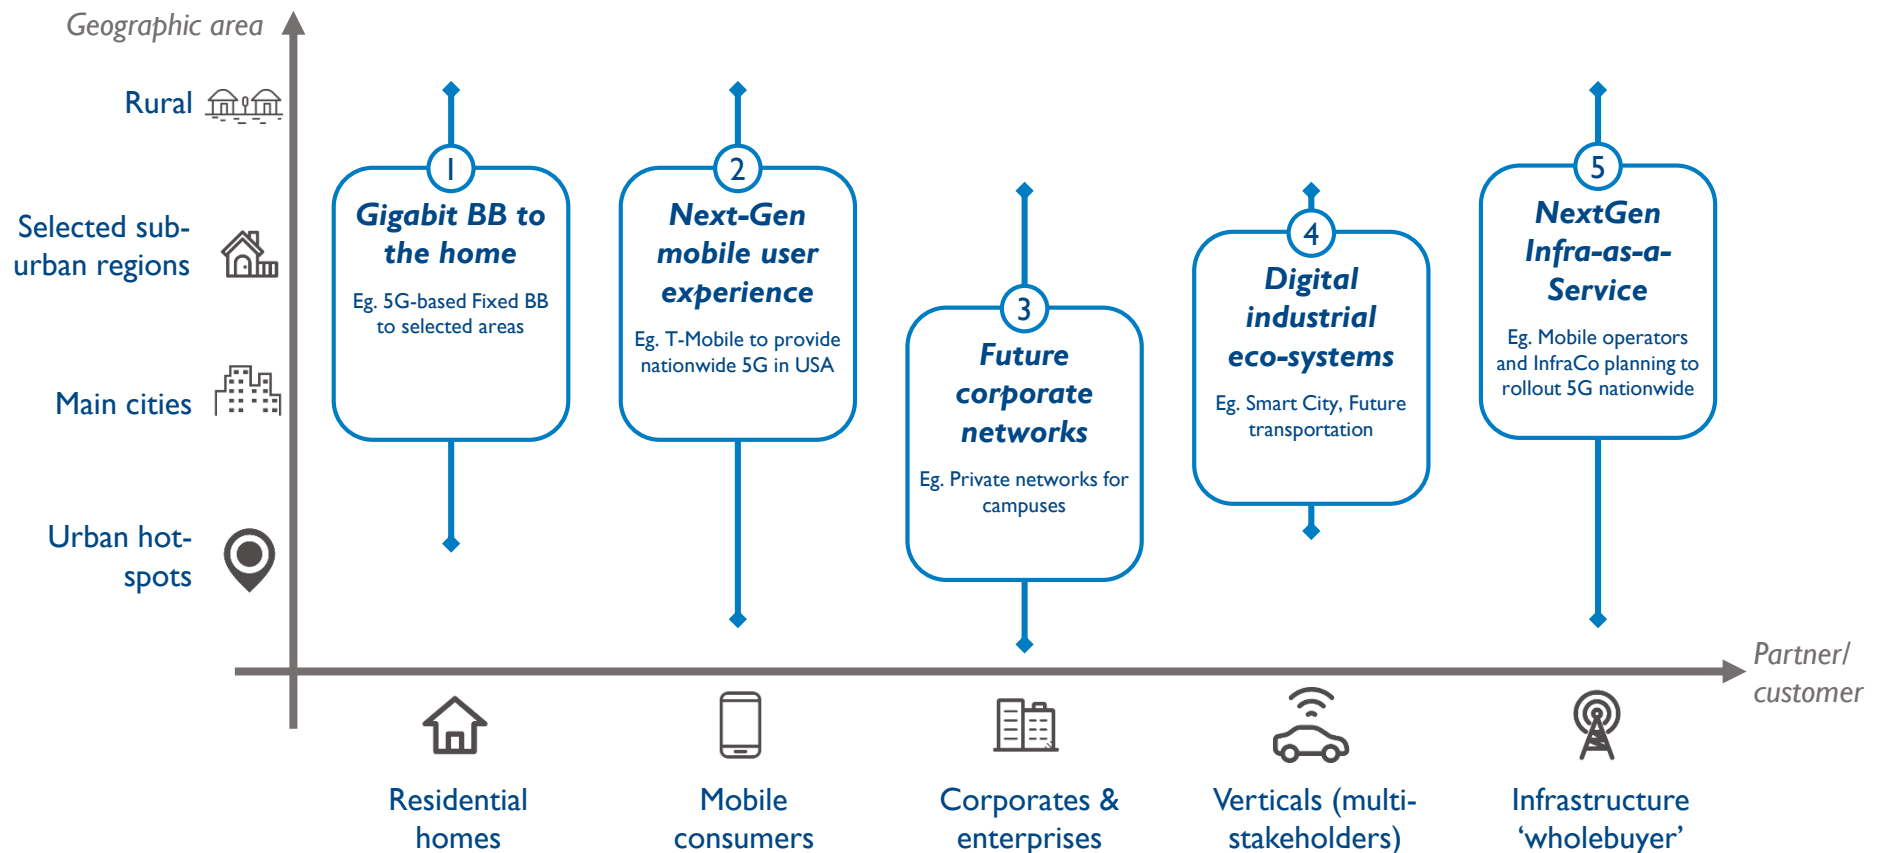 Geographic area
Rural
Selected sub-
urban regions
Main cities
Urban hot-
spots
1
Gigabit BB to
the home
Eg. 5G-based Fixed BB
to selected areas
2
Next-Gen
mobile user
experience
Eg. T-Mobile to provide
nationwide 5G in USA
3
Future
corporate
networks
Eg. Private networks for
campuses
4
Digital
industrial
eco-systems
Eg. Smart City, Future
transportation
5
NextGen
Infra-as-a-
Service
Eg. Mobile operators
and InfraCo planning to
rollout 5G nationwide
Partner/
customer
Residential
homes
Mobile
consumers
Corporates &
enterprises
Verticals (multi-
stakeholders)
Infrastructure
‘wholebuyer’